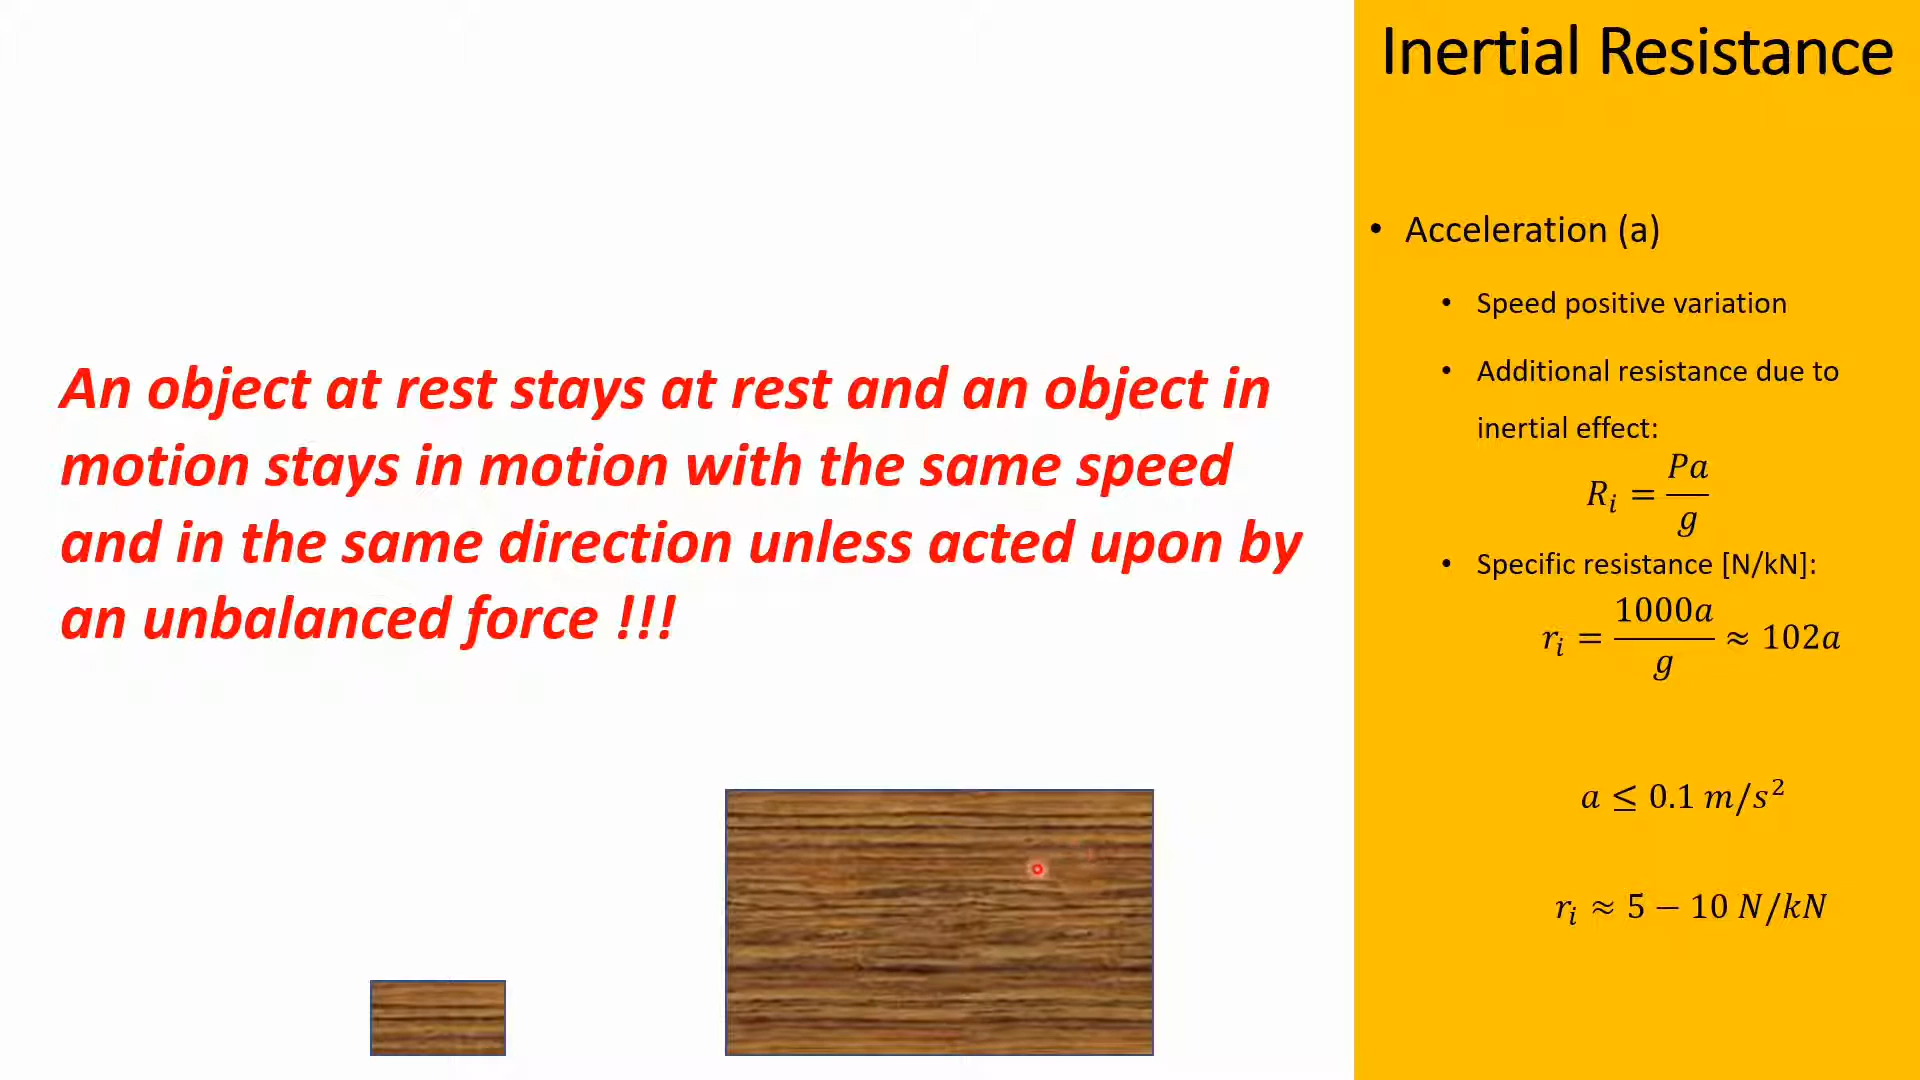 Inertial Resistance
An object at rest stays at rest and an object in
motion stays in motion with the same speed
and in the same direction unless acted upon by
an unbalanced force !!!
• Acceleration (a)
• Speed positive variation
• Additional resistance due to
inertial effect:
R_i = \frac{Pa}{g}
• Specific resistance [N/kN]:
r_i = \frac{1000a}{g} ≈ 102a
a ≤ 0.1 m/s²
r_i ≈ 5 − 10 N/kN